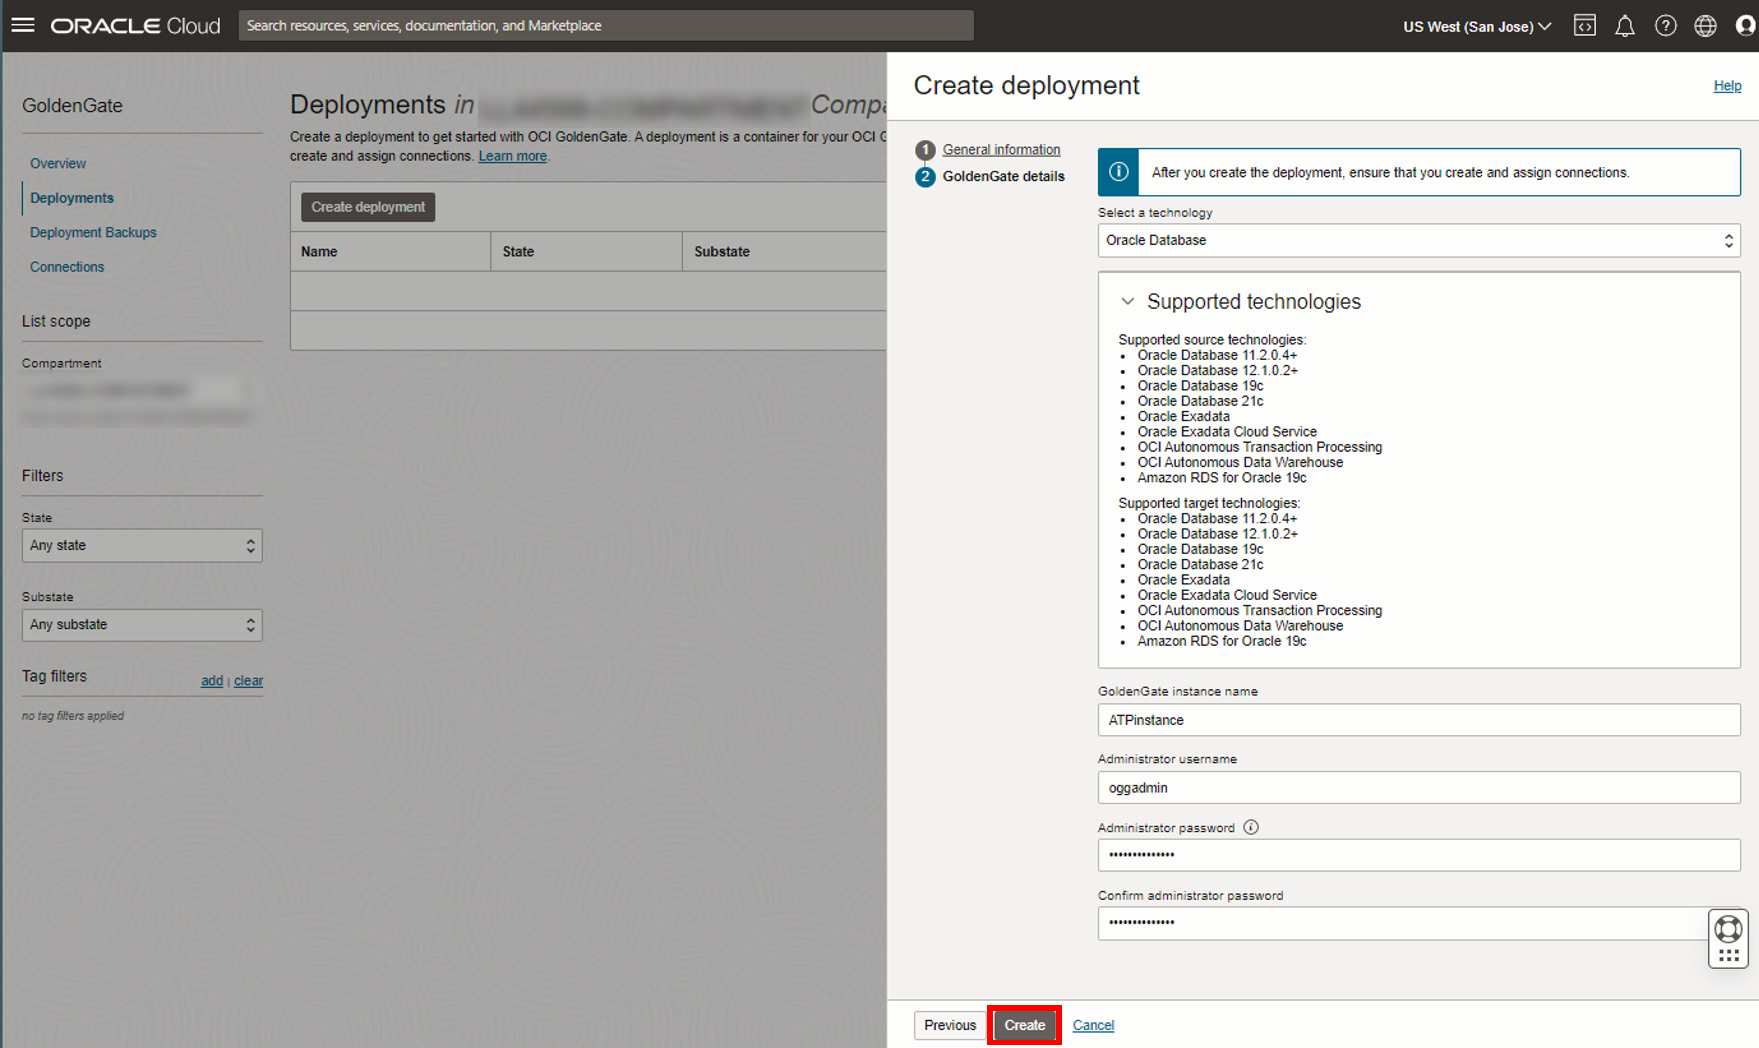 ORACLE Cloud
Search resources, services, documentation, and Marketplace
US West (San Jose)
GoldenGate
Overview
Deployments
Deployment Backups
Connections
List scope
Compartment
Filters
State
Any state
Substate
Any substate
Tag filters
add | clear
no tag filters applied
Deployments in Compa
Create a deployment to get started with OCI GoldenGate. A deployment is a container for your OCI G
create and assign connections. Learn more.
Create deployment
Name State Substate
Create deployment
Help
1 General information
2 GoldenGate details
After you create the deployment, ensure that you create and assign connections.
Select a technology
Oracle Database
Supported technologies
Supported source technologies:
• Oracle Database 11.2.0.4+
• Oracle Database 12.1.0.2+
• Oracle Database 19c
• Oracle Database 21c
• Oracle Exadata
• Oracle Exadata Cloud Service
• OCI Autonomous Transaction Processing
• OCI Autonomous Data Warehouse
• Amazon RDS for Oracle 19c
Supported target technologies:
• Oracle Database 11.2.0.4+
• Oracle Database 12.1.0.2+
• Oracle Database 19c
• Oracle Database 21c
• Oracle Exadata
• Oracle Exadata Cloud Service
• OCI Autonomous Transaction Processing
• OCI Autonomous Data Warehouse
• Amazon RDS for Oracle 19c
GoldenGate instance name
ATPinstance
Administrator username
oggadmin
Administrator password
••••••••••••••
Confirm administrator password
••••••••••••••
Previous Create Cancel